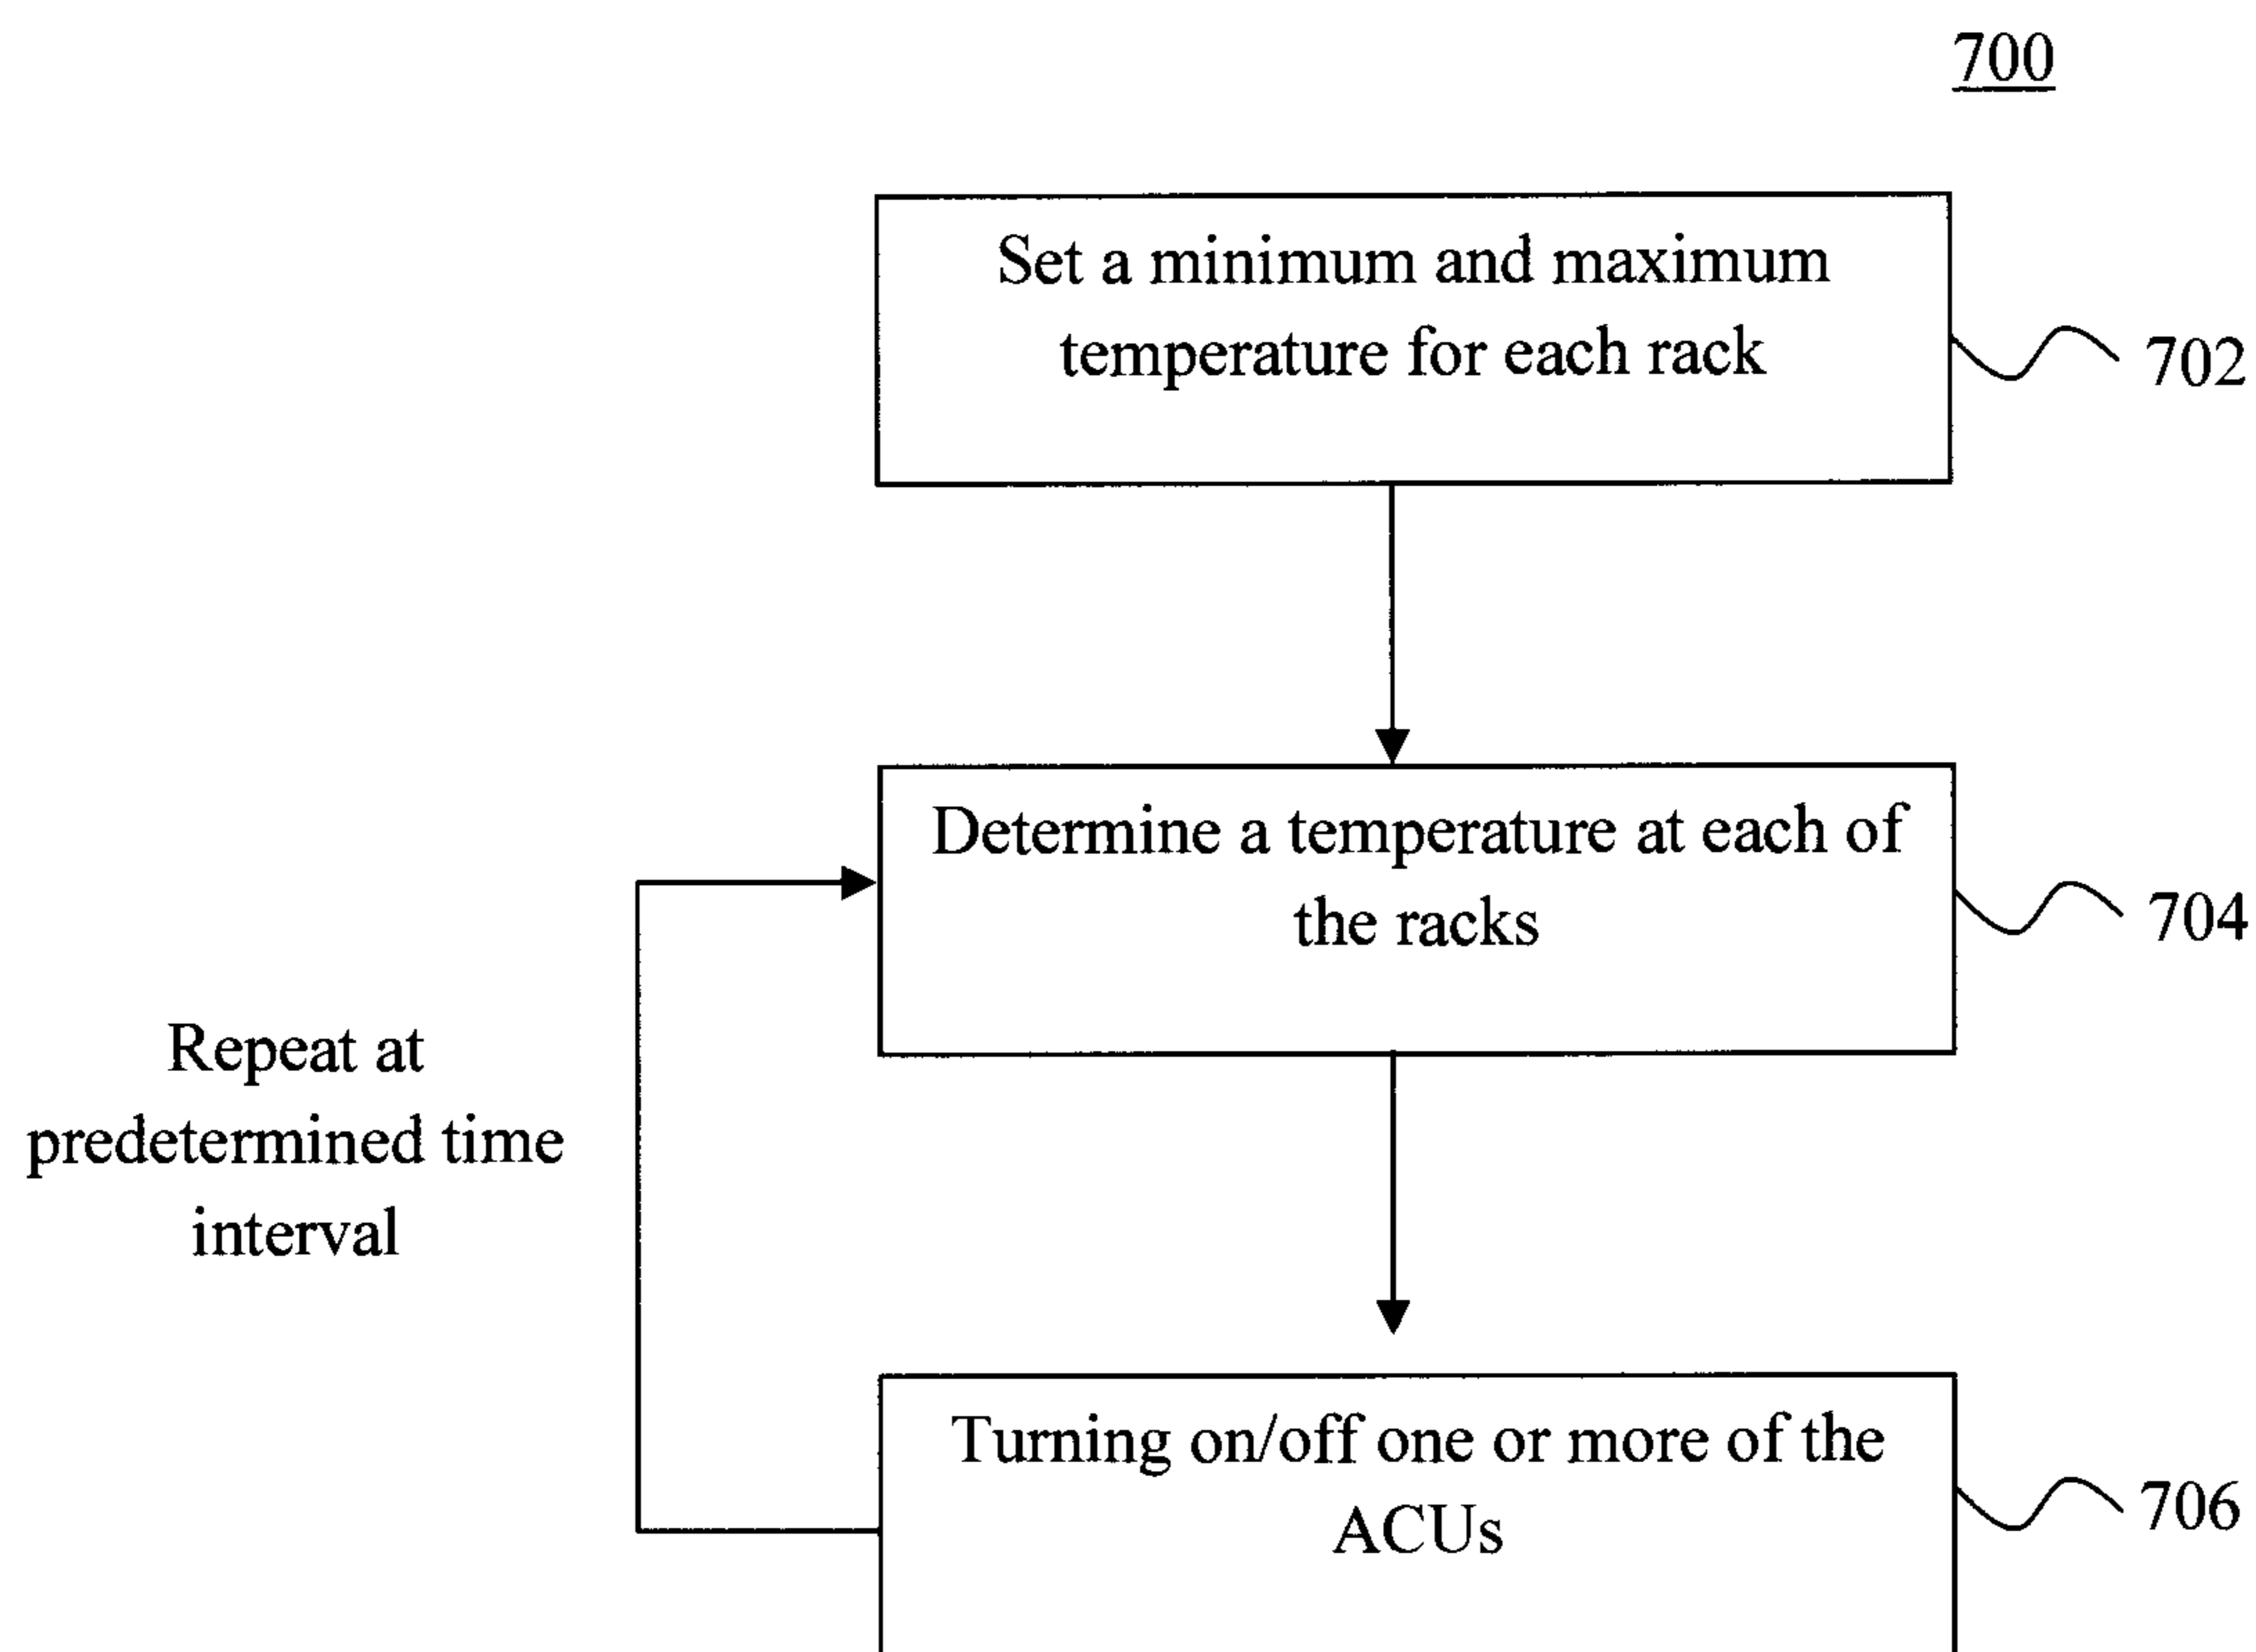 700
Set a minimum and maximum
temperature for each rack
702
Determine a temperature at each of
the racks
704
Repeat at
predetermined time
interval
Turning on/off one or more of the
ACUs
706